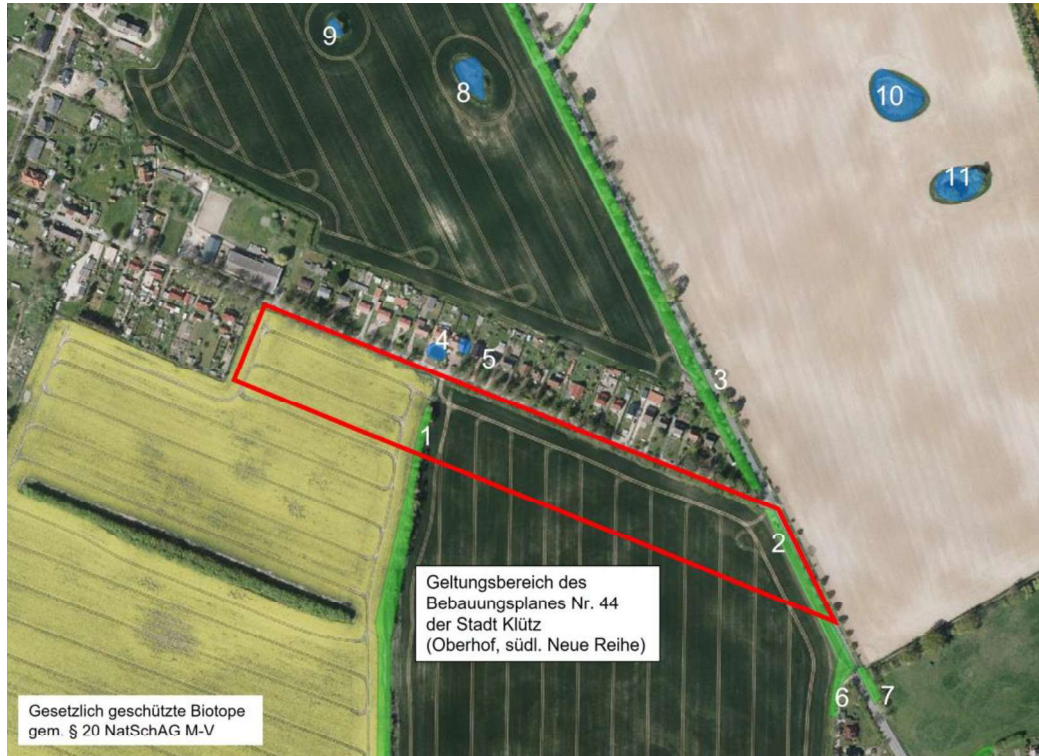 9
8
10
11
3
4
5
1
2
Geltungsbereich des
Bebauungsplanes Nr. 44
der Stadt Klütz
(Oberhof, südl. Neue Reihe)
6
7
Gesetzlich geschützte Biotope
gem. § 20 NatSchAG M-V